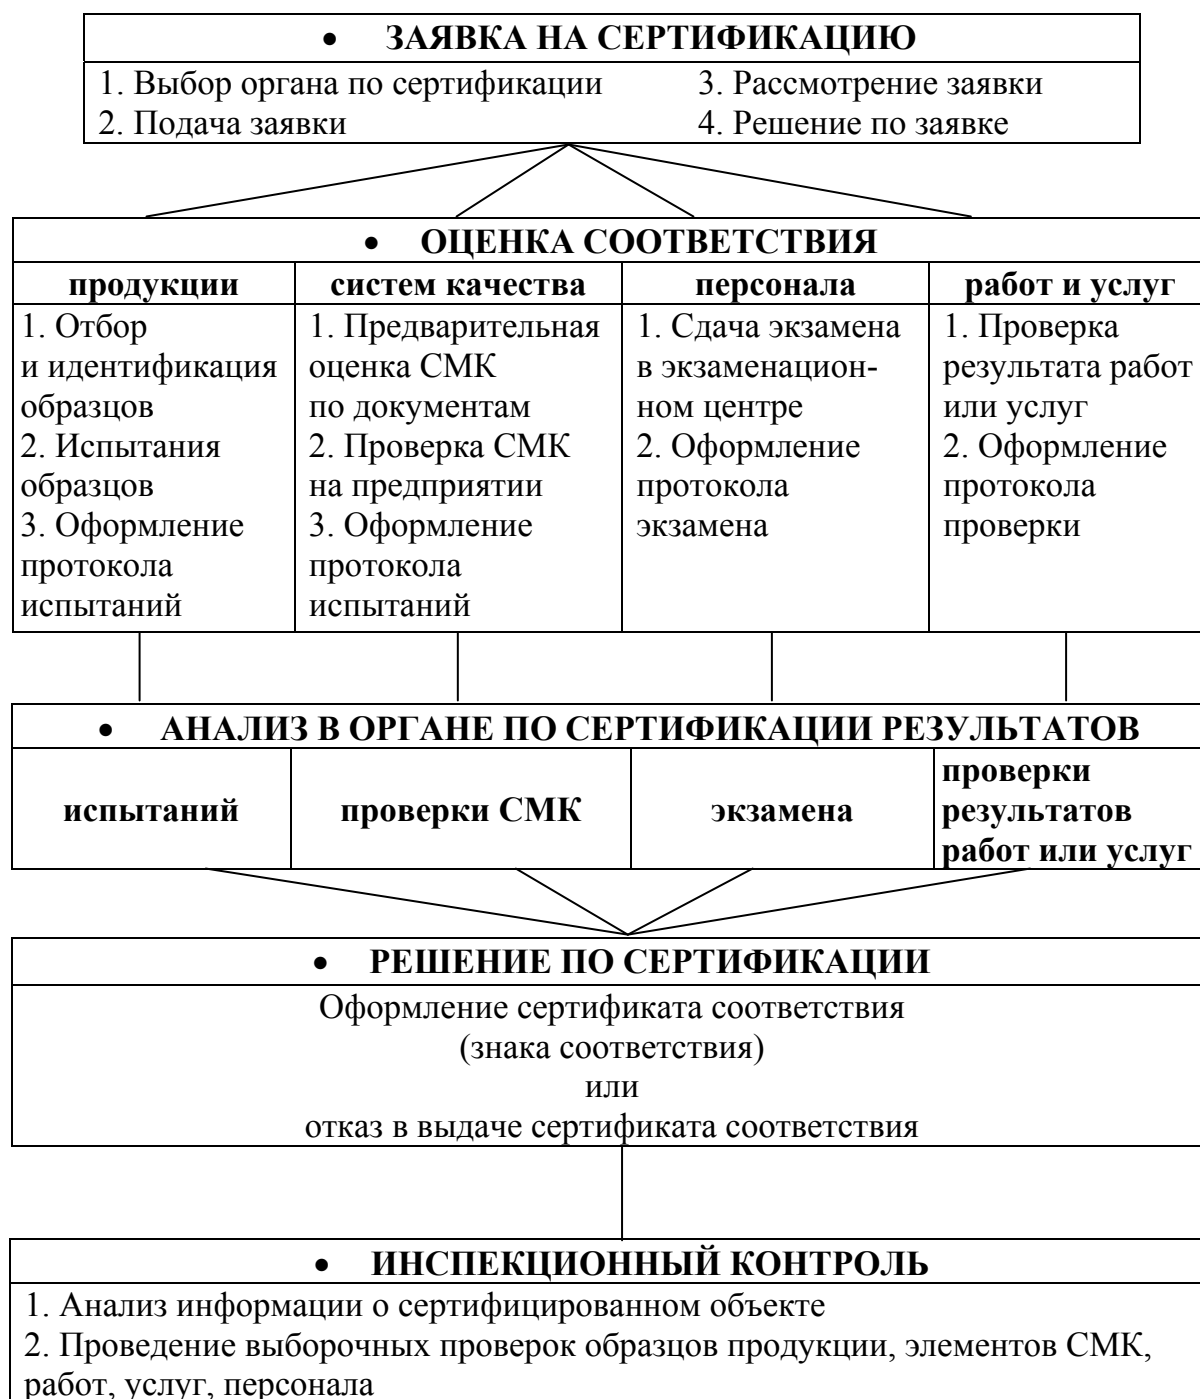 • ЗАЯВКА НА СЕРТИФИКАЦИЮ
1. Выбор органа по сертификации
2. Подача заявки
3. Рассмотрение заявки
4. Решение по заявке
• ОЦЕНКА СООТВЕТСТВИЯ
продукции
1. Отбор
и идентификация
образцов
2. Испытания
образцов
3. Оформление
протокола
испытаний
систем качества
1. Предварительная
оценка СМК
по документам
2. Проверка СМК
на предприятии
3. Оформление
протокола
испытаний
персонала
1. Сдача экзамена
в экзаменацион-
ном центре
2. Оформление
протокола
экзамена
работ и услуг
1. Проверка
результата работ
или услуг
2. Оформление
протокола
проверки
• АНАЛИЗ В ОРГАНЕ ПО СЕРТИФИКАЦИИ РЕЗУЛЬТАТОВ
испытаний
проверки СМК
экзамена
проверки
результатов
работ или услуг
• РЕШЕНИЕ ПО СЕРТИФИКАЦИИ
Оформление сертификата соответствия
(знака соответствия)
или
отказ в выдаче сертификата соответствия
• ИНСПЕКЦИОННЫЙ КОНТРОЛЬ
1. Анализ информации о сертифицированном объекте
2. Проведение выборочных проверок образцов продукции, элементов СМК,
работ, услуг, персонала